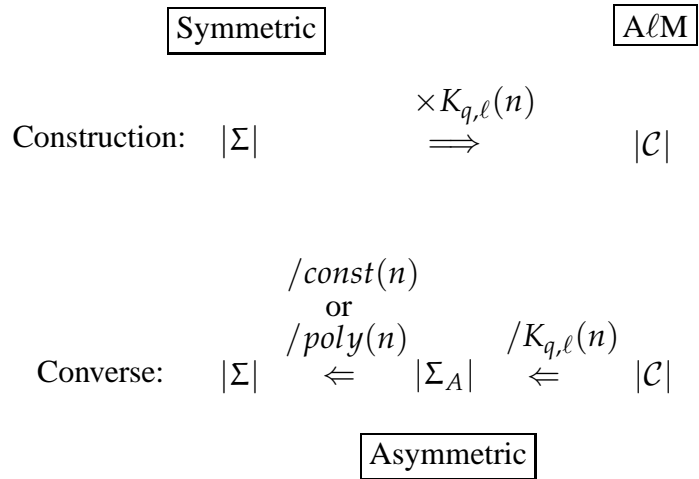 Symmetric AℓM
×K_{q,ℓ}(n)
Construction: |Σ| ⟹ |𝒞|
/const(n)
or
/poly(n) /K_{q,ℓ}(n)
Converse: |Σ| ⇐ |Σ_A| ⇐ |𝒞|
Asymmetric